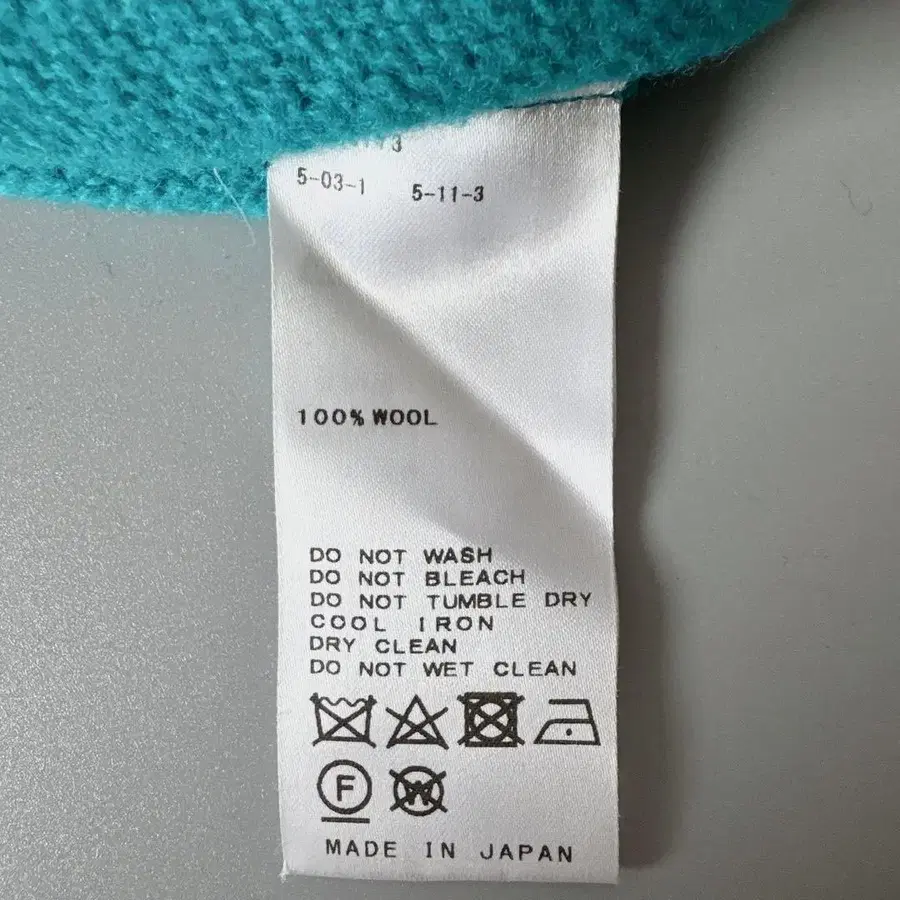 5-03-1 5-11-3
100% WOOL
DO NOT WASH
DO NOT BLEACH
DO NOT TUMBLE DRY
COOL IRON
DRY CLEAN
DO NOT WET CLEAN
F W
MADE IN JAPAN